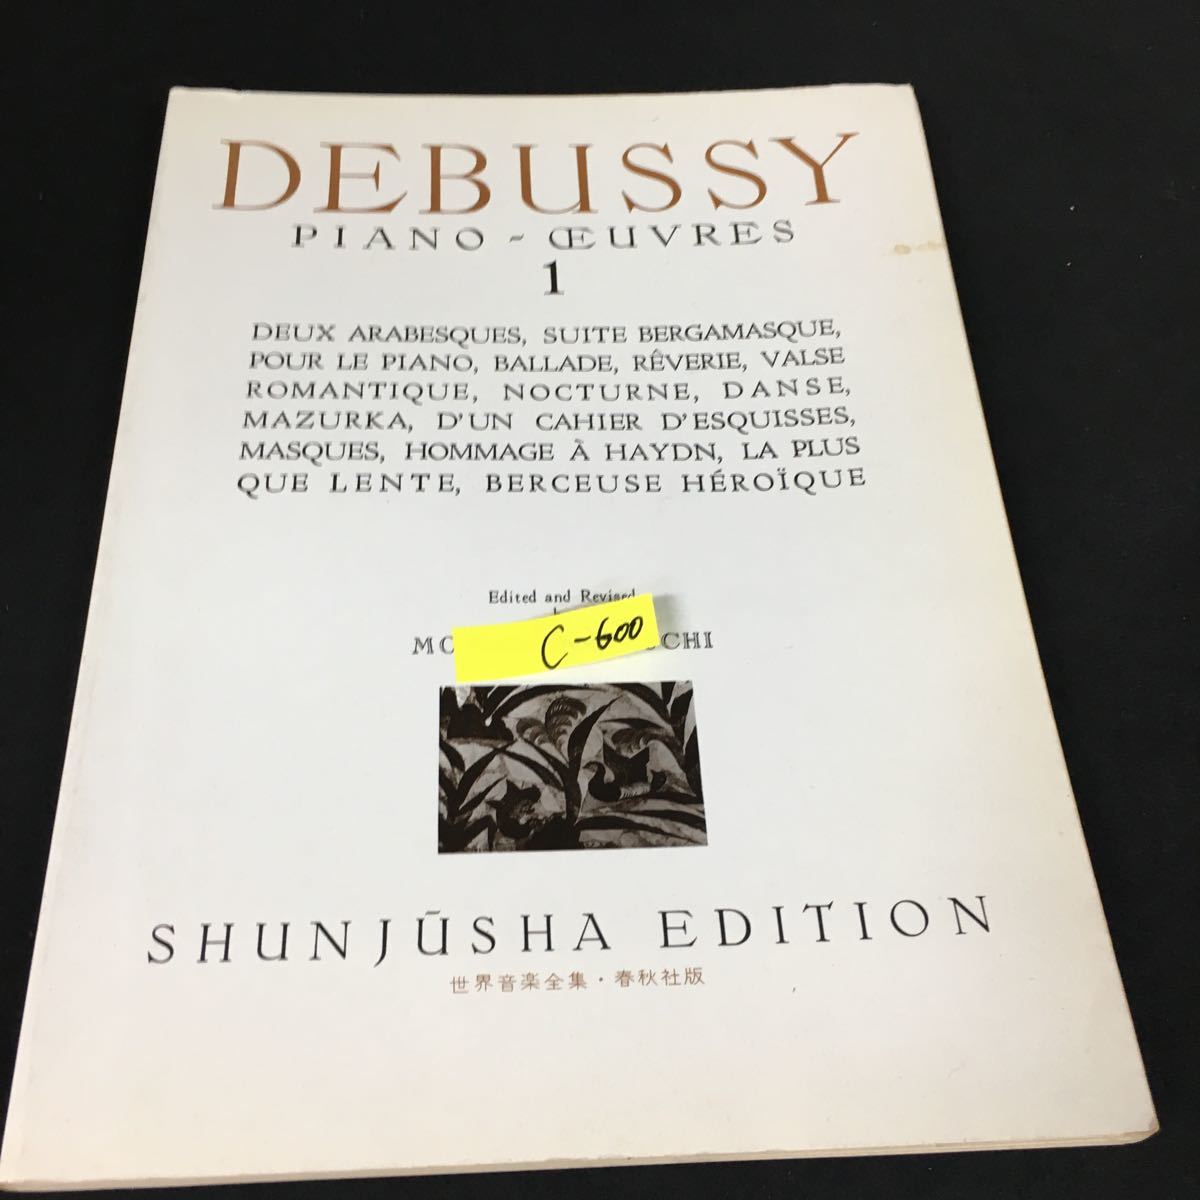 DEBUSSY
PIANO - ŒUVRES
1
DEUX ARABESQUES, SUITE BERGAMASQUE,
POUR LE PIANO, BALLADE, RÊVERIE, VALSE
ROMANTIQUE, NOCTURNE, DANSE,
MAZURKA, D'UN CAHIER D'ESQUISSES,
MASQUES, HOMMAGE À HAYDN, LA PLUS
QUE LENTE, BERCEUSE HÉROÏQUE
Edited and Revised
C-600
SHUNJŪSHA EDITION
世界音楽全集・春秋社版